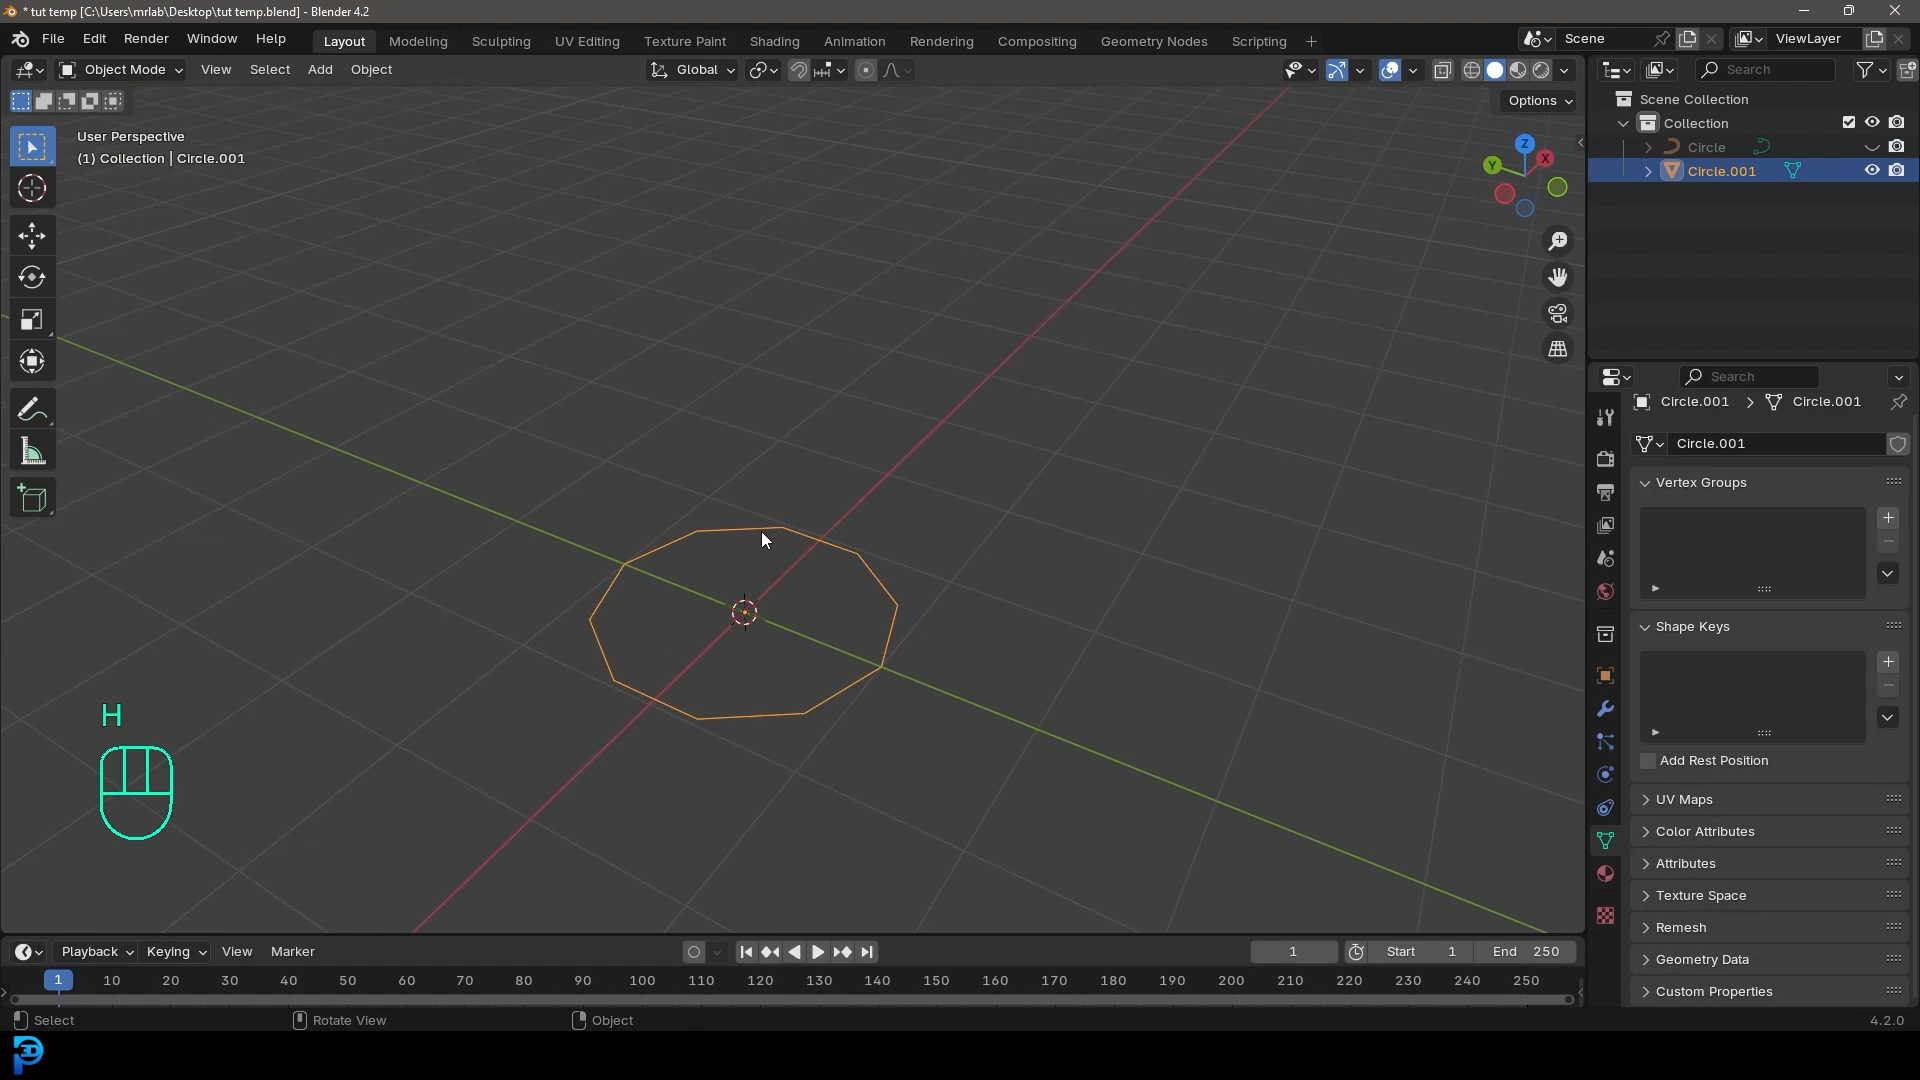 * tut temp [C:\Users\mrlab\Desktop\tut temp.blend] - Blender 4.2
File Edit Render Window Help
Layout Modeling Sculpting UV Editing Texture Paint Shading Animation Rendering Compositing Geometry Nodes Scripting +
Scene
ViewLayer
Object Mode View Select Add Object
Global
Search
Options
User Perspective
(1) Collection | Circle.001
Z
X
Y
Scene Collection
Collection
Circle
Circle.001
Search
Circle.001 > Circle.001
Circle.001
Vertex Groups
Shape Keys
Add Rest Position
UV Maps
Color Attributes
Attributes
Texture Space
Remesh
Geometry Data
Custom Properties
H
Playback Keying View Marker
1
Start 1
End 250
1 10 20 30 40 50 60 70 80 90 100 110 120 130 140 150 160 170 180 190 200 210 220 230 240 250
Select
Rotate View
Object
4.2.0